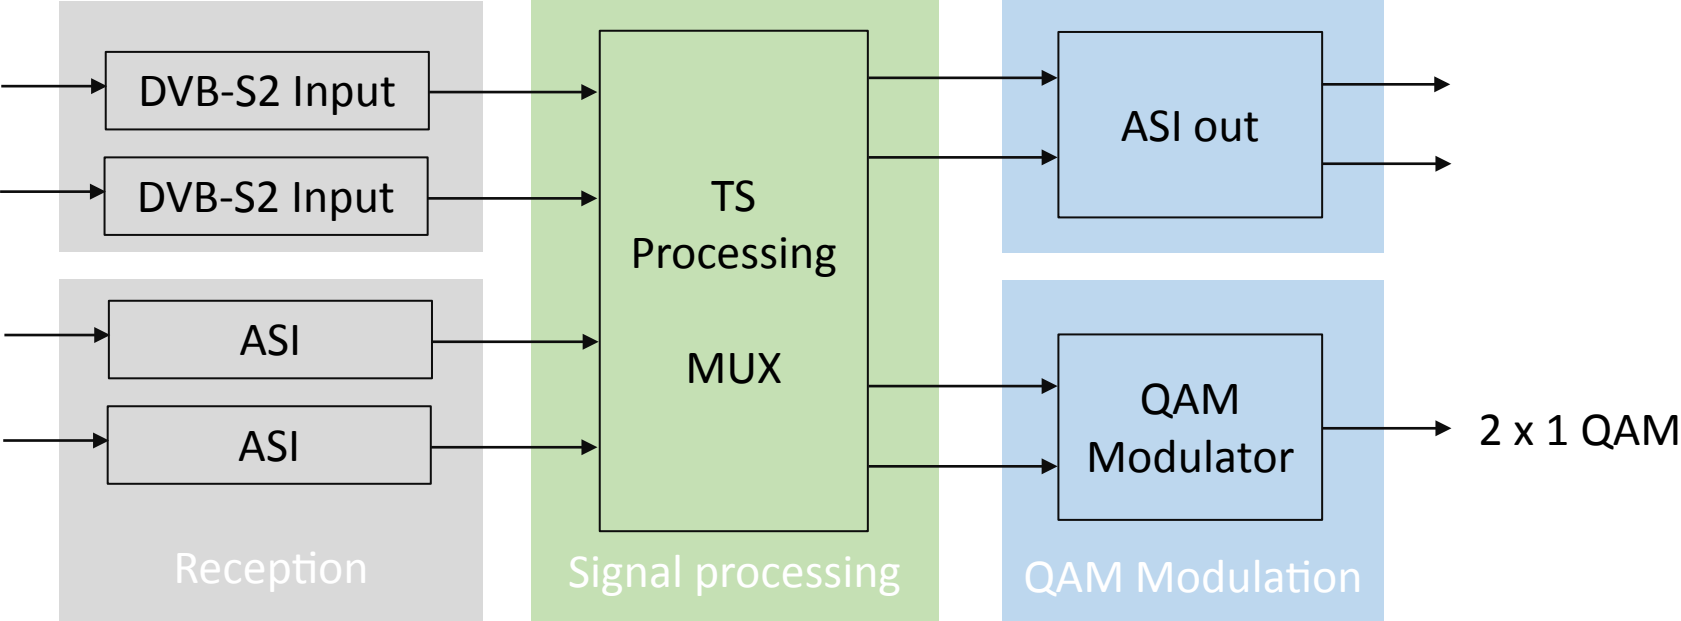 DVB-S2 Input
DVB-S2 Input
ASI
ASI
Reception
TS
Processing
MUX
Signal processing
ASI out
QAM
Modulator
QAM Modulation
2 x 1 QAM